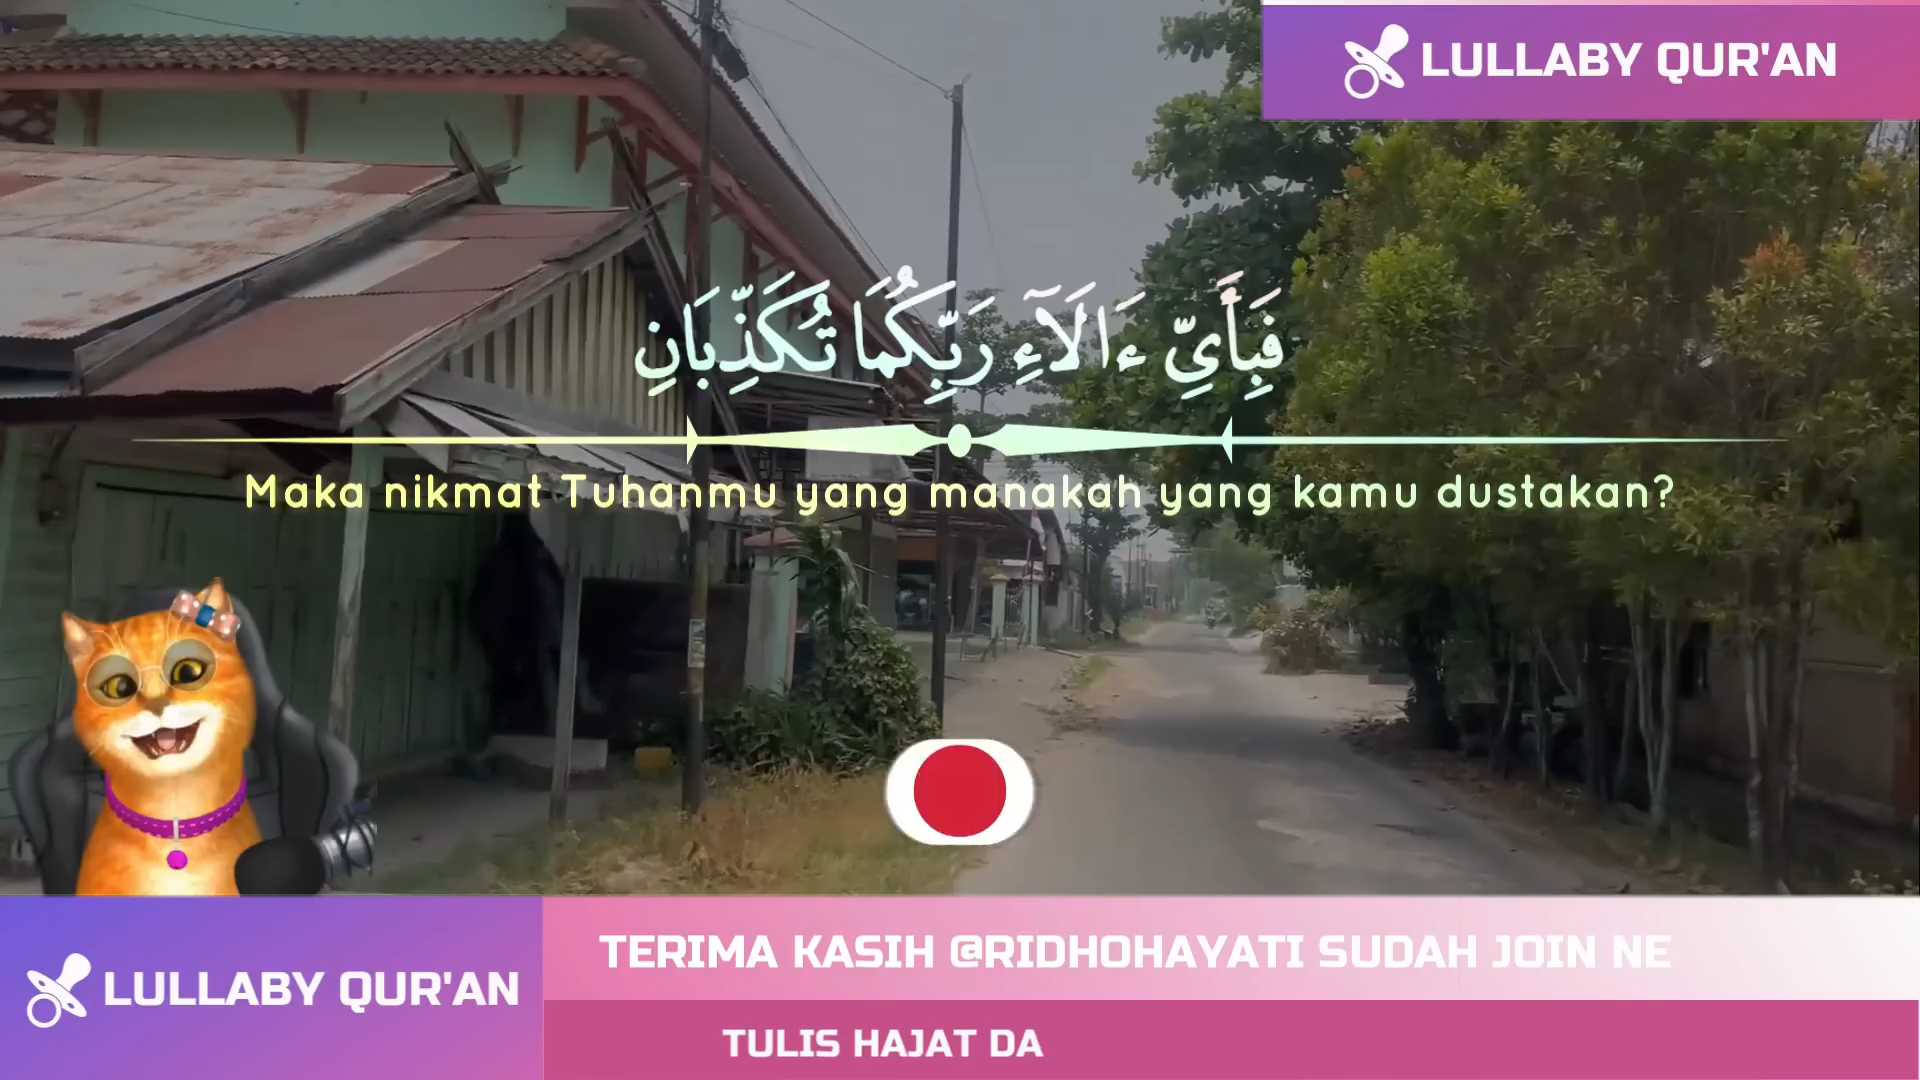 LULLABY QUR'AN
فَبِأَيِّ ءَالَآءِ رَبِّكُمَا تُكَذِّبَانِ
Maka nikmat Tuhanmu yang manakah yang kamu dustakan?
LULLABY QUR'AN
TERIMA KASIH @RIDHOHAYATI SUDAH JOIN NE
TULIS HAJAT DA